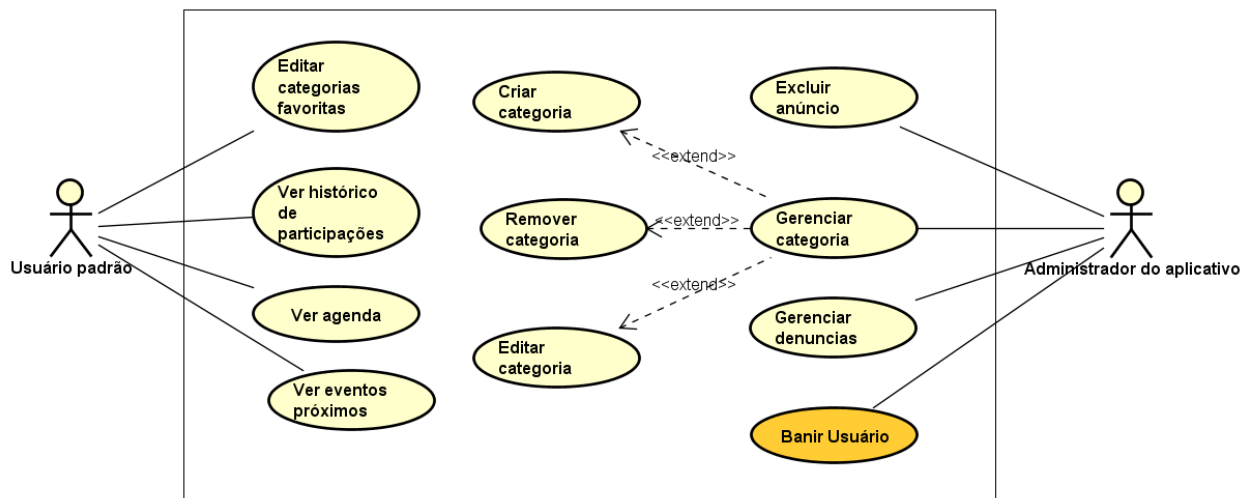 Editar
categorias
favoritas
Criar
categoria
Excluir
anúncio
<<extend>>
Ver histórico
de
participações
Remover
categoria
<<extend>>
Gerenciar
categoria
Usuário padrão
Administrador do aplicativo
<<extend>>
Ver agenda
Gerenciar
denuncias
Editar
categoria
Ver eventos
próximos
Banir Usuário